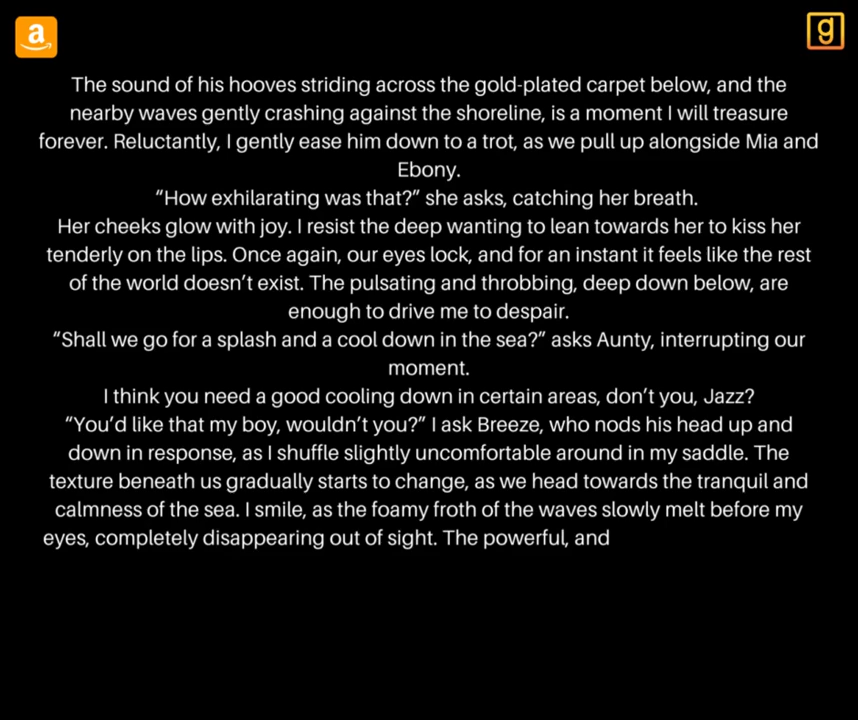 a
g
The sound of his hooves striding across the gold-plated carpet below, and the
nearby waves gently crashing against the shoreline, is a moment I will treasure
forever. Reluctantly, I gently ease him down to a trot, as we pull up alongside Mia and
Ebony.
“How exhilarating was that?” she asks, catching her breath.
Her cheeks glow with joy. I resist the deep wanting to lean towards her to kiss her
tenderly on the lips. Once again, our eyes lock, and for an instant it feels like the rest
of the world doesn’t exist. The pulsating and throbbing, deep down below, are
enough to drive me to despair.
“Shall we go for a splash and a cool down in the sea?” asks Aunty, interrupting our
moment.
I think you need a good cooling down in certain areas, don’t you, Jazz?
“You’d like that my boy, wouldn’t you?” I ask Breeze, who nods his head up and
down in response, as I shuffle slightly uncomfortable around in my saddle. The
texture beneath us gradually starts to change, as we head towards the tranquil and
calmness of the sea. I smile, as the foamy froth of the waves slowly melt before my
eyes, completely disappearing out of sight. The powerful, and